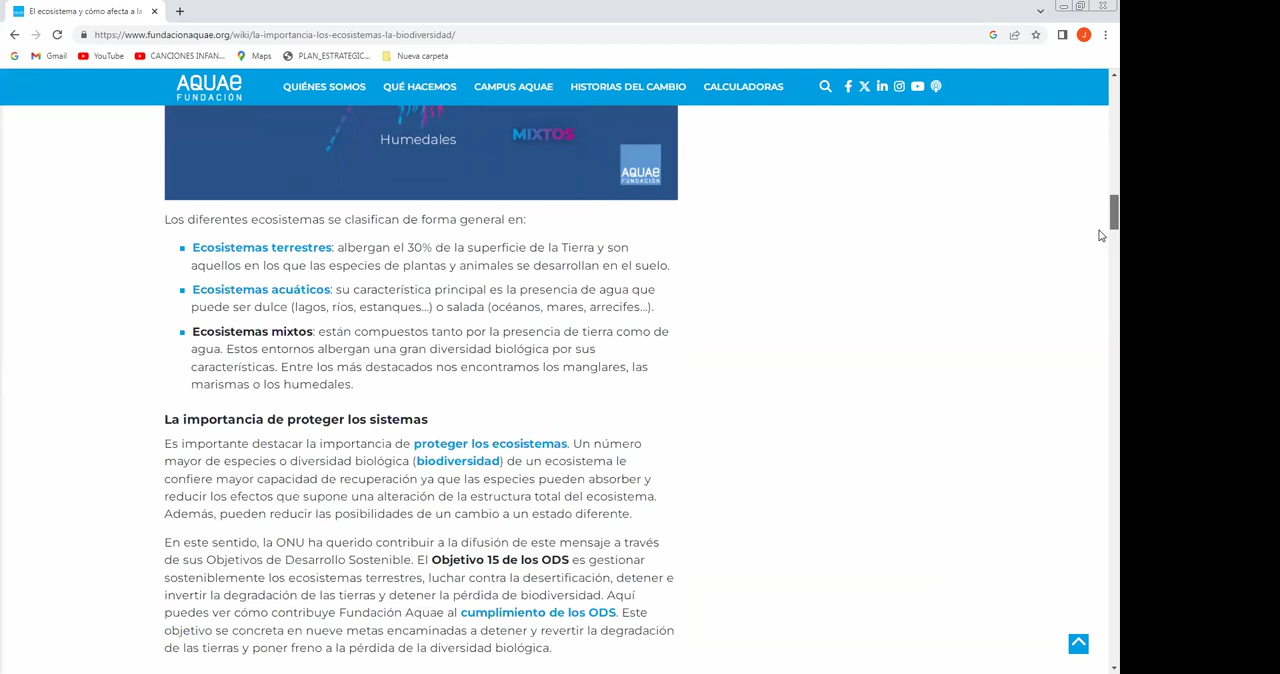 El ecosistema y cómo afecta a la
https://www.fundacionaquae.org/wiki/la-importancia-los-ecosistemas-la-biodiversidad/
J
Gmail YouTube CANCIONES INFAN... Maps PLAN_ESTRATEGIC... Nueva carpeta
AQUAE FUNDACIÓN
QUIÉNES SOMOS QUÉ HACEMOS CAMPUS AQUAE HISTORIAS DEL CAMBIO CALCULADORAS
Humedales
MIXTOS
AQUAE FUNDACIÓN
Los diferentes ecosistemas se clasifican de forma general en:
Ecosistemas terrestres: albergan el 30% de la superficie de la Tierra y son
aquellos en los que las especies de plantas y animales se desarrollan en el suelo.
Ecosistemas acuáticos: su característica principal es la presencia de agua que
puede ser dulce (lagos, ríos, estanques...) o salada (océanos, mares, arrecifes...).
Ecosistemas mixtos: están compuestos tanto por la presencia de tierra como de
agua. Estos entornos albergan una gran diversidad biológica por sus
características. Entre los más destacados nos encontramos los manglares, las
marismas o los humedales.
La importancia de proteger los sistemas
Es importante destacar la importancia de proteger los ecosistemas. Un número
mayor de especies o diversidad biológica (biodiversidad) de un ecosistema le
confiere mayor capacidad de recuperación ya que las especies pueden absorber y
reducir los efectos que supone una alteración de la estructura total del ecosistema.
Además, pueden reducir las posibilidades de un cambio a un estado diferente.
En este sentido, la ONU ha querido contribuir a la difusión de este mensaje a través
de sus Objetivos de Desarrollo Sostenible. El Objetivo 15 de los ODS es gestionar
sosteniblemente los ecosistemas terrestres, luchar contra la desertificación, detener e
invertir la degradación de las tierras y detener la pérdida de biodiversidad. Aquí
puedes ver cómo contribuye Fundación Aquae al cumplimiento de los ODS. Este
objetivo se concreta en nueve metas encaminadas a detener y revertir la degradación
de las tierras y poner freno a la pérdida de la diversidad biológica.